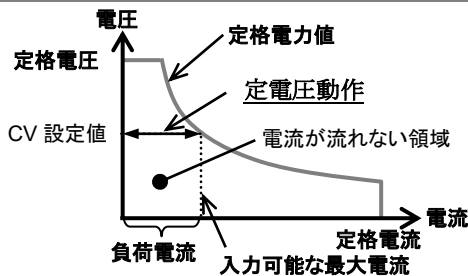 電圧
定格電力値
定格電圧
定電圧動作
CV 設定値
電流が流れない領域
電流
定格電流
負荷電流
入力可能な最大電流